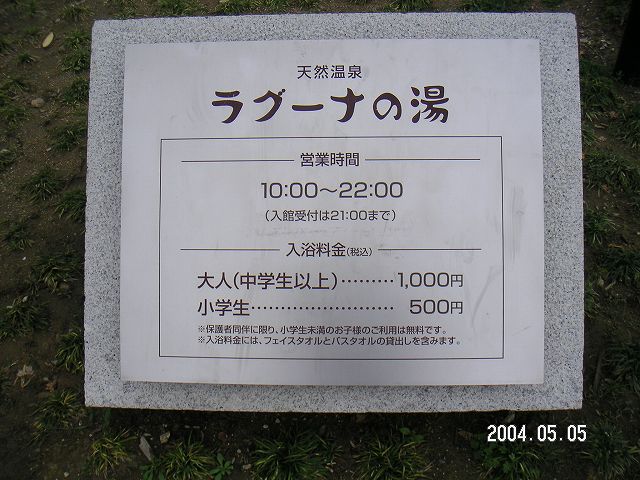 天然温泉
ラグーナの湯
営業時間
10:00〜22:00
(入館受付は21:00まで)
入浴料金(税込)
大人(中学生以上)………1,000円
小学生……………………500円
※保護者同伴に限り、小学生未満のお子様のご利用は無料です。
※入浴料金には、フェイスタオルとバスタオルの貸出しを含みます。
2004.05.05